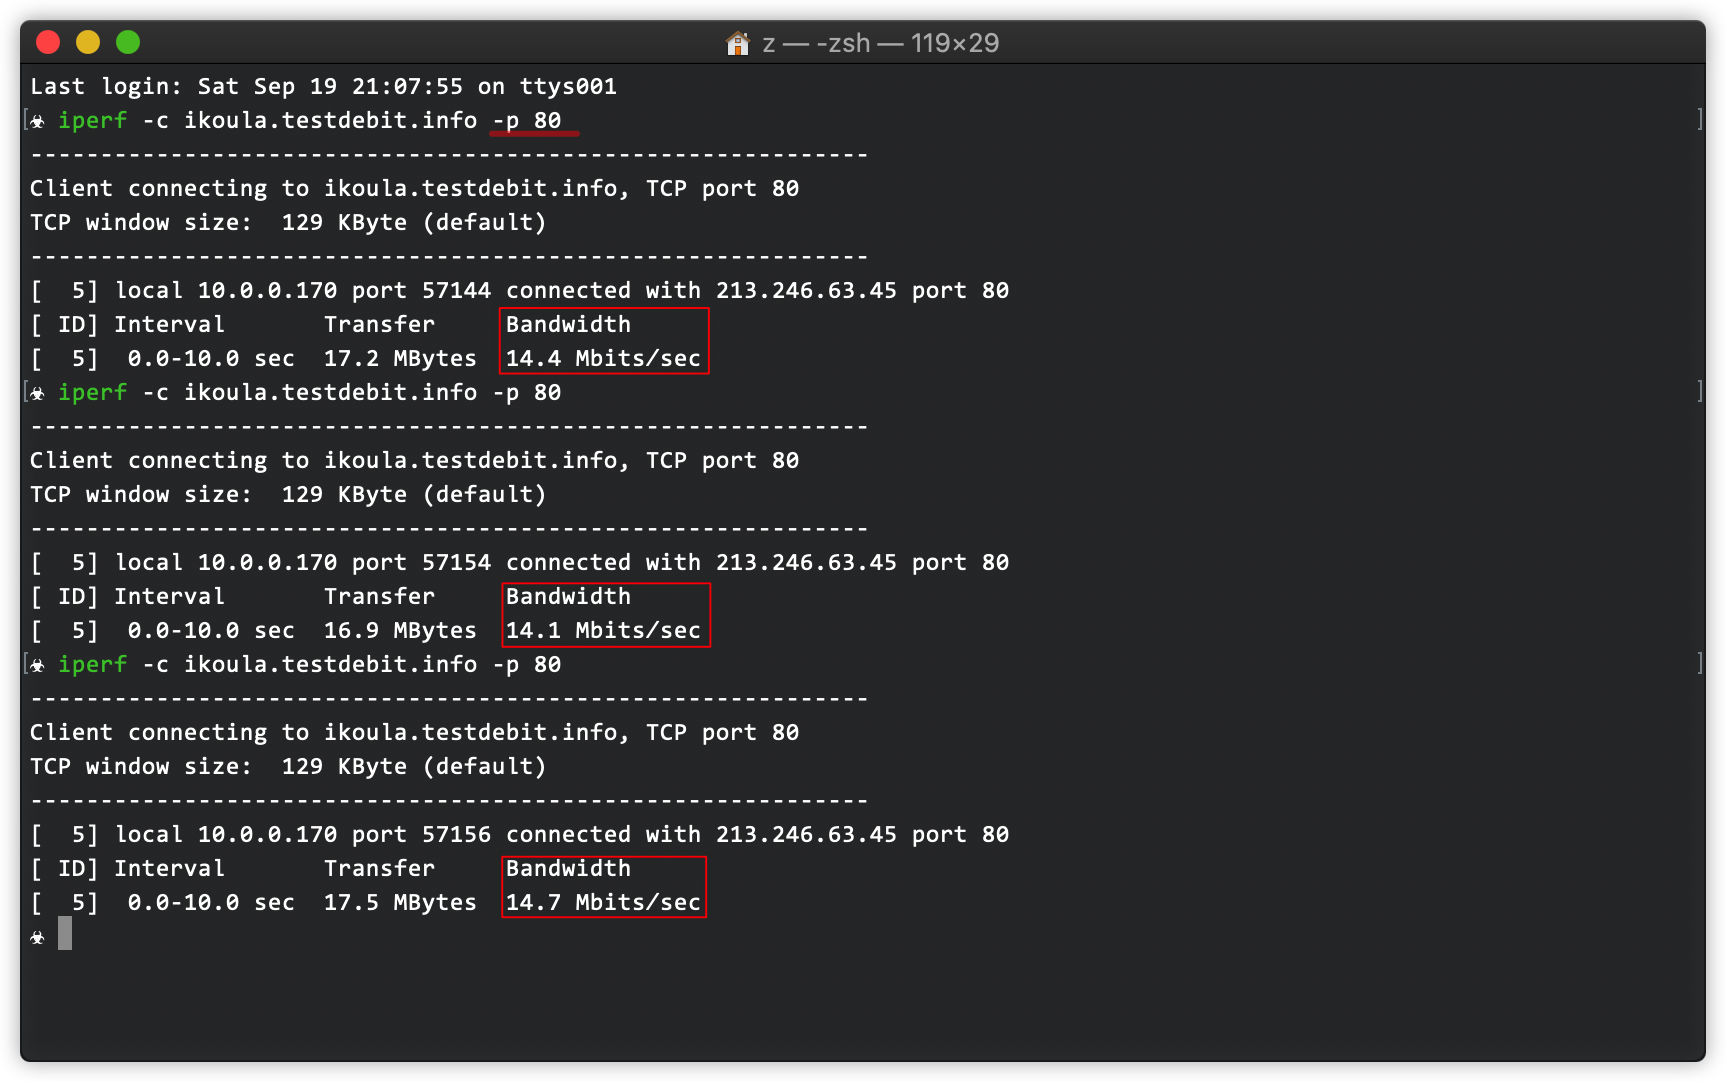 z — -zsh — 119×29
Last login: Sat Sep 19 21:07:55 on ttys001
[☣ iperf -c ikoula.testdebit.info -p 80 ]
------------------------------------------------------------
Client connecting to ikoula.testdebit.info, TCP port 80
TCP window size:  129 KByte (default)
------------------------------------------------------------
[  5] local 10.0.0.170 port 57144 connected with 213.246.63.45 port 80
[ ID] Interval       Transfer     Bandwidth
[  5]  0.0-10.0 sec  17.2 MBytes  14.4 Mbits/sec
[☣ iperf -c ikoula.testdebit.info -p 80 ]
------------------------------------------------------------
Client connecting to ikoula.testdebit.info, TCP port 80
TCP window size:  129 KByte (default)
------------------------------------------------------------
[  5] local 10.0.0.170 port 57154 connected with 213.246.63.45 port 80
[ ID] Interval       Transfer     Bandwidth
[  5]  0.0-10.0 sec  16.9 MBytes  14.1 Mbits/sec
[☣ iperf -c ikoula.testdebit.info -p 80 ]
------------------------------------------------------------
Client connecting to ikoula.testdebit.info, TCP port 80
TCP window size:  129 KByte (default)
------------------------------------------------------------
[  5] local 10.0.0.170 port 57156 connected with 213.246.63.45 port 80
[ ID] Interval       Transfer     Bandwidth
[  5]  0.0-10.0 sec  17.5 MBytes  14.7 Mbits/sec
☣